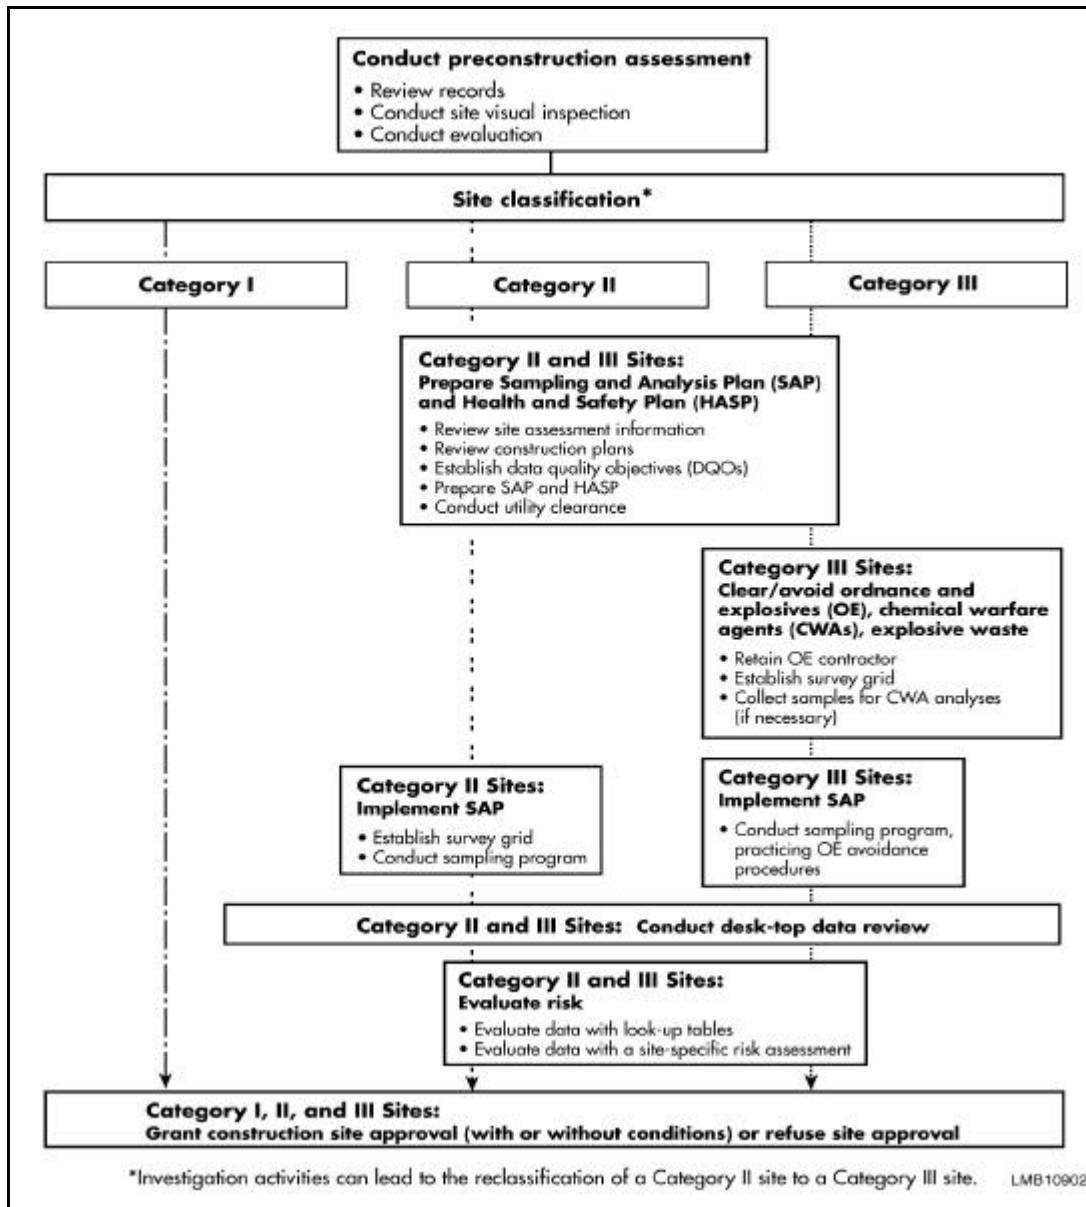 Conduct preconstruction assessment
• Review records
• Conduct site visual inspection
• Conduct evaluation
Site classification*
Category I
Category II
Category III
Category II and III Sites:
Prepare Sampling and Analysis Plan (SAP)
and Health and Safety Plan (HASP)
• Review site assessment information
• Review construction plans
• Establish data quality objectives (DQOs)
• Prepare SAP and HASP
• Conduct utility clearance
Category III Sites:
Clear/avoid ordnance and
explosives (OE), chemical warfare
agents (CWAs), explosive waste
• Retain OE contractor
• Establish survey grid
• Collect samples for CWA analyses
(if necessary)
Category II Sites:
Implement SAP
• Establish survey grid
• Conduct sampling program
Category III Sites:
Implement SAP
• Conduct sampling program,
practicing OE avoidance
procedures
Category II and III Sites: Conduct desk-top data review
Category II and III Sites:
Evaluate risk
• Evaluate data with look-up tables
• Evaluate data with a site-specific risk assessment
Category I, II, and III Sites:
Grant construction site approval (with or without conditions) or refuse site approval
*Investigation activities can lead to the reclassification of a Category II site to a Category III site. LMB10902